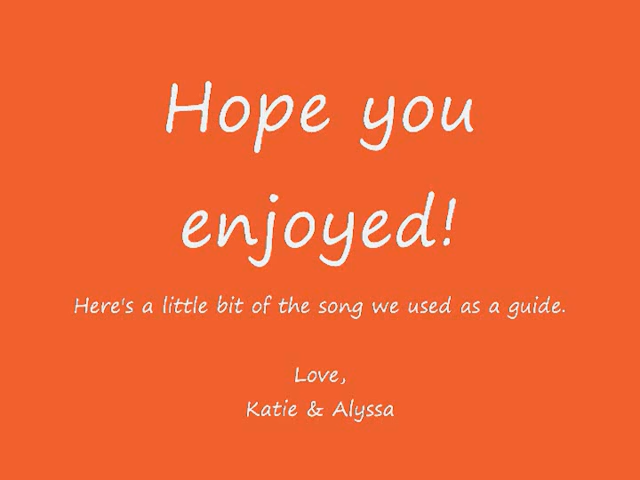 Hope you
enjoyed!
Here's a little bit of the song we used as a guide.
Love,
Katie & Alyssa